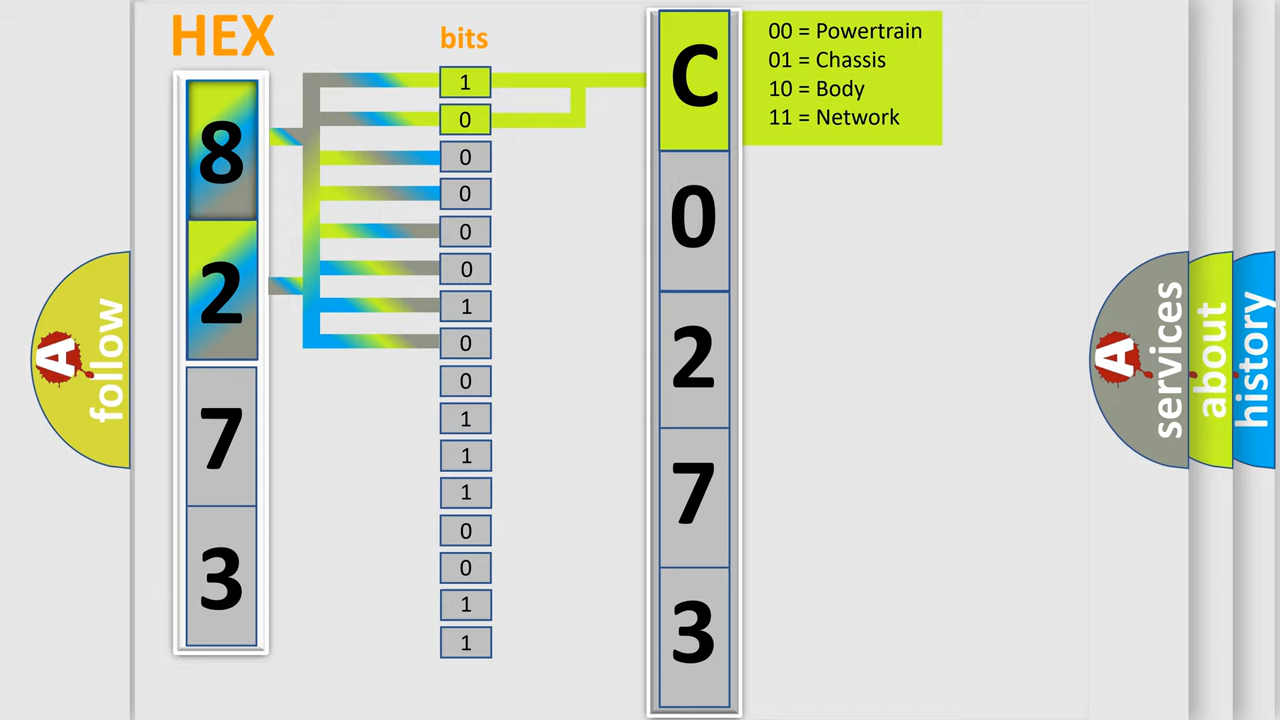 HEX
bits
8
2
7
3
1
0
0
0
0
0
1
0
0
1
1
1
0
0
1
1
C
0
2
7
3
00 = Powertrain
01 = Chassis
10 = Body
11 = Network
A
follow
A
services
about
history